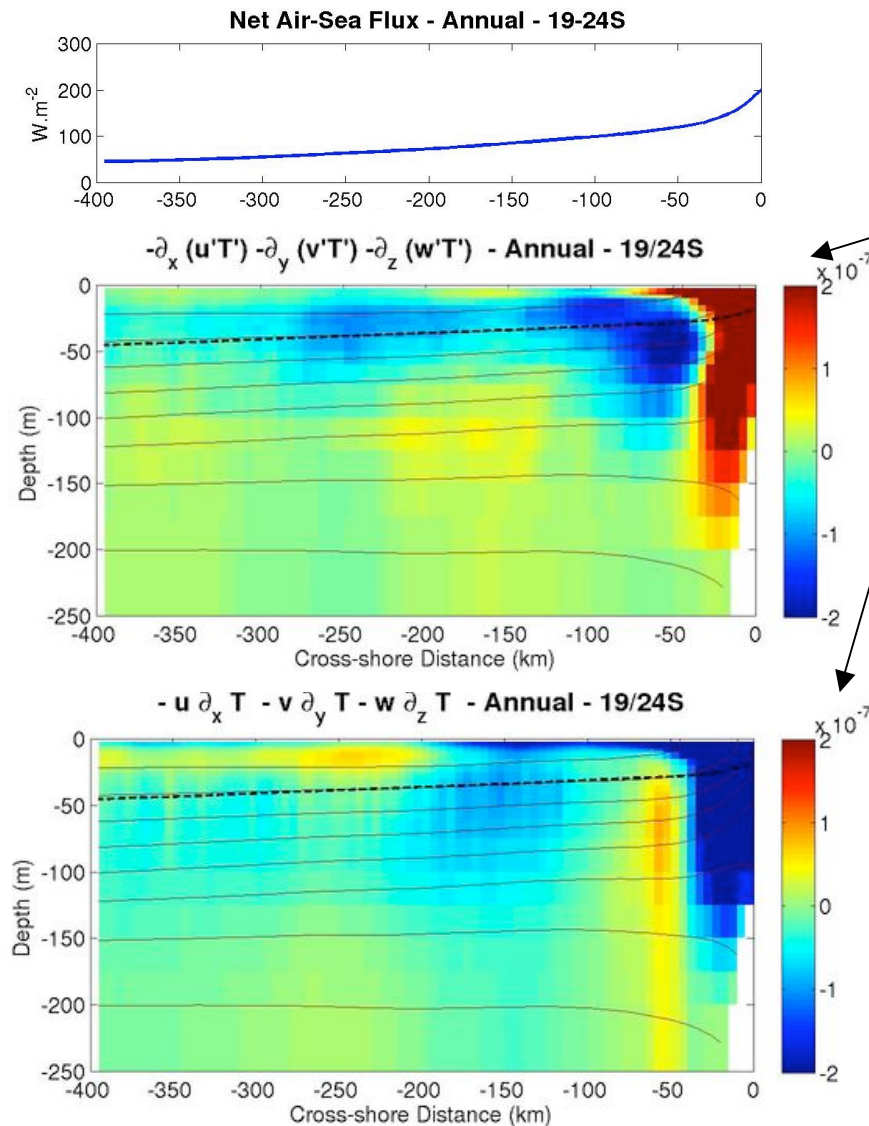 Net Air-Sea Flux - Annual - 19-24S
300
200
100
0
W.m-2
-400 -350 -300 -250 -200 -150 -100 -50 0
-∂x (u'T') -∂y (v'T') -∂z (w'T') - Annual - 19/24S
0
-50
-100
-150
-200
-250
Depth (m)
-400 -350 -300 -250 -200 -150 -100 -50 0
Cross-shore Distance (km)
x 10-7
2
1
0
-1
-2
- u ∂x T - v ∂y T - w ∂z T - Annual - 19/24S
0
-50
-100
-150
-200
-250
Depth (m)
-400 -350 -300 -250 -200 -150 -100 -50 0
Cross-shore Distance (km)
x 10-7
2
1
0
-1
-2